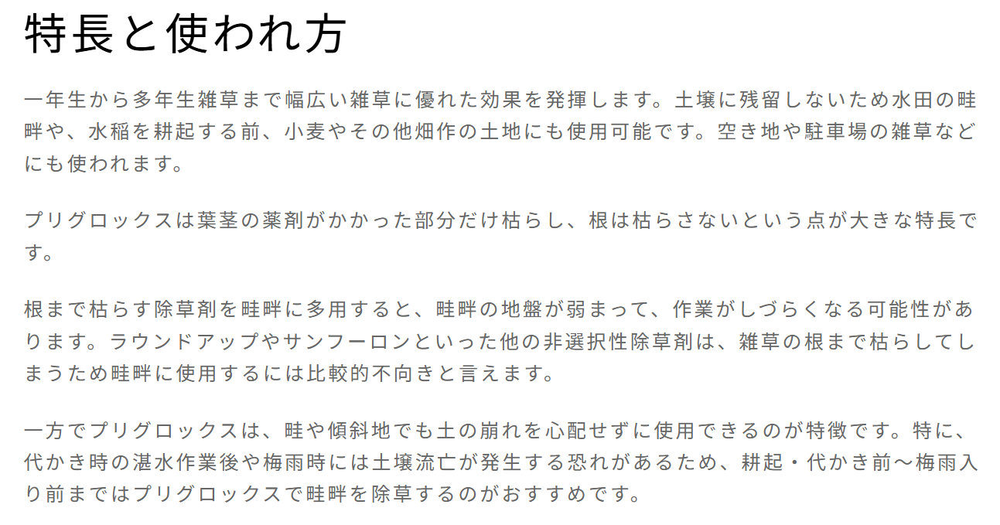 特長と使われ方
一年生から多年生雑草まで幅広い雑草に優れた効果を発揮します。土壌に残留しないため水田の畦
畔や、水稲を耕起する前、小麦やその他畑作の土地にも使用可能です。空き地や駐車場の雑草など
にも使われます。
プリグロックスは葉茎の薬剤がかかった部分だけ枯らし、根は枯らさないという点が大きな特長で
す。
根まで枯らす除草剤を畦畔に多用すると、畦畔の地盤が弱まって、作業がしづらくなる可能性があ
ります。ラウンドアップやサンフーロンといった他の非選択性除草剤は、雑草の根まで枯らしてし
まうため畦畔に使用するには比較的不向きと言えます。
一方でプリグロックスは、畦や傾斜地でも土の崩れを心配せずに使用できるのが特徴です。特に、
代かき時の湛水作業後や梅雨時には土壌流亡が発生する恐れがあるため、耕起・代かき前～梅雨入
り前まではプリグロックスで畦畔を除草するのがおすすめです。